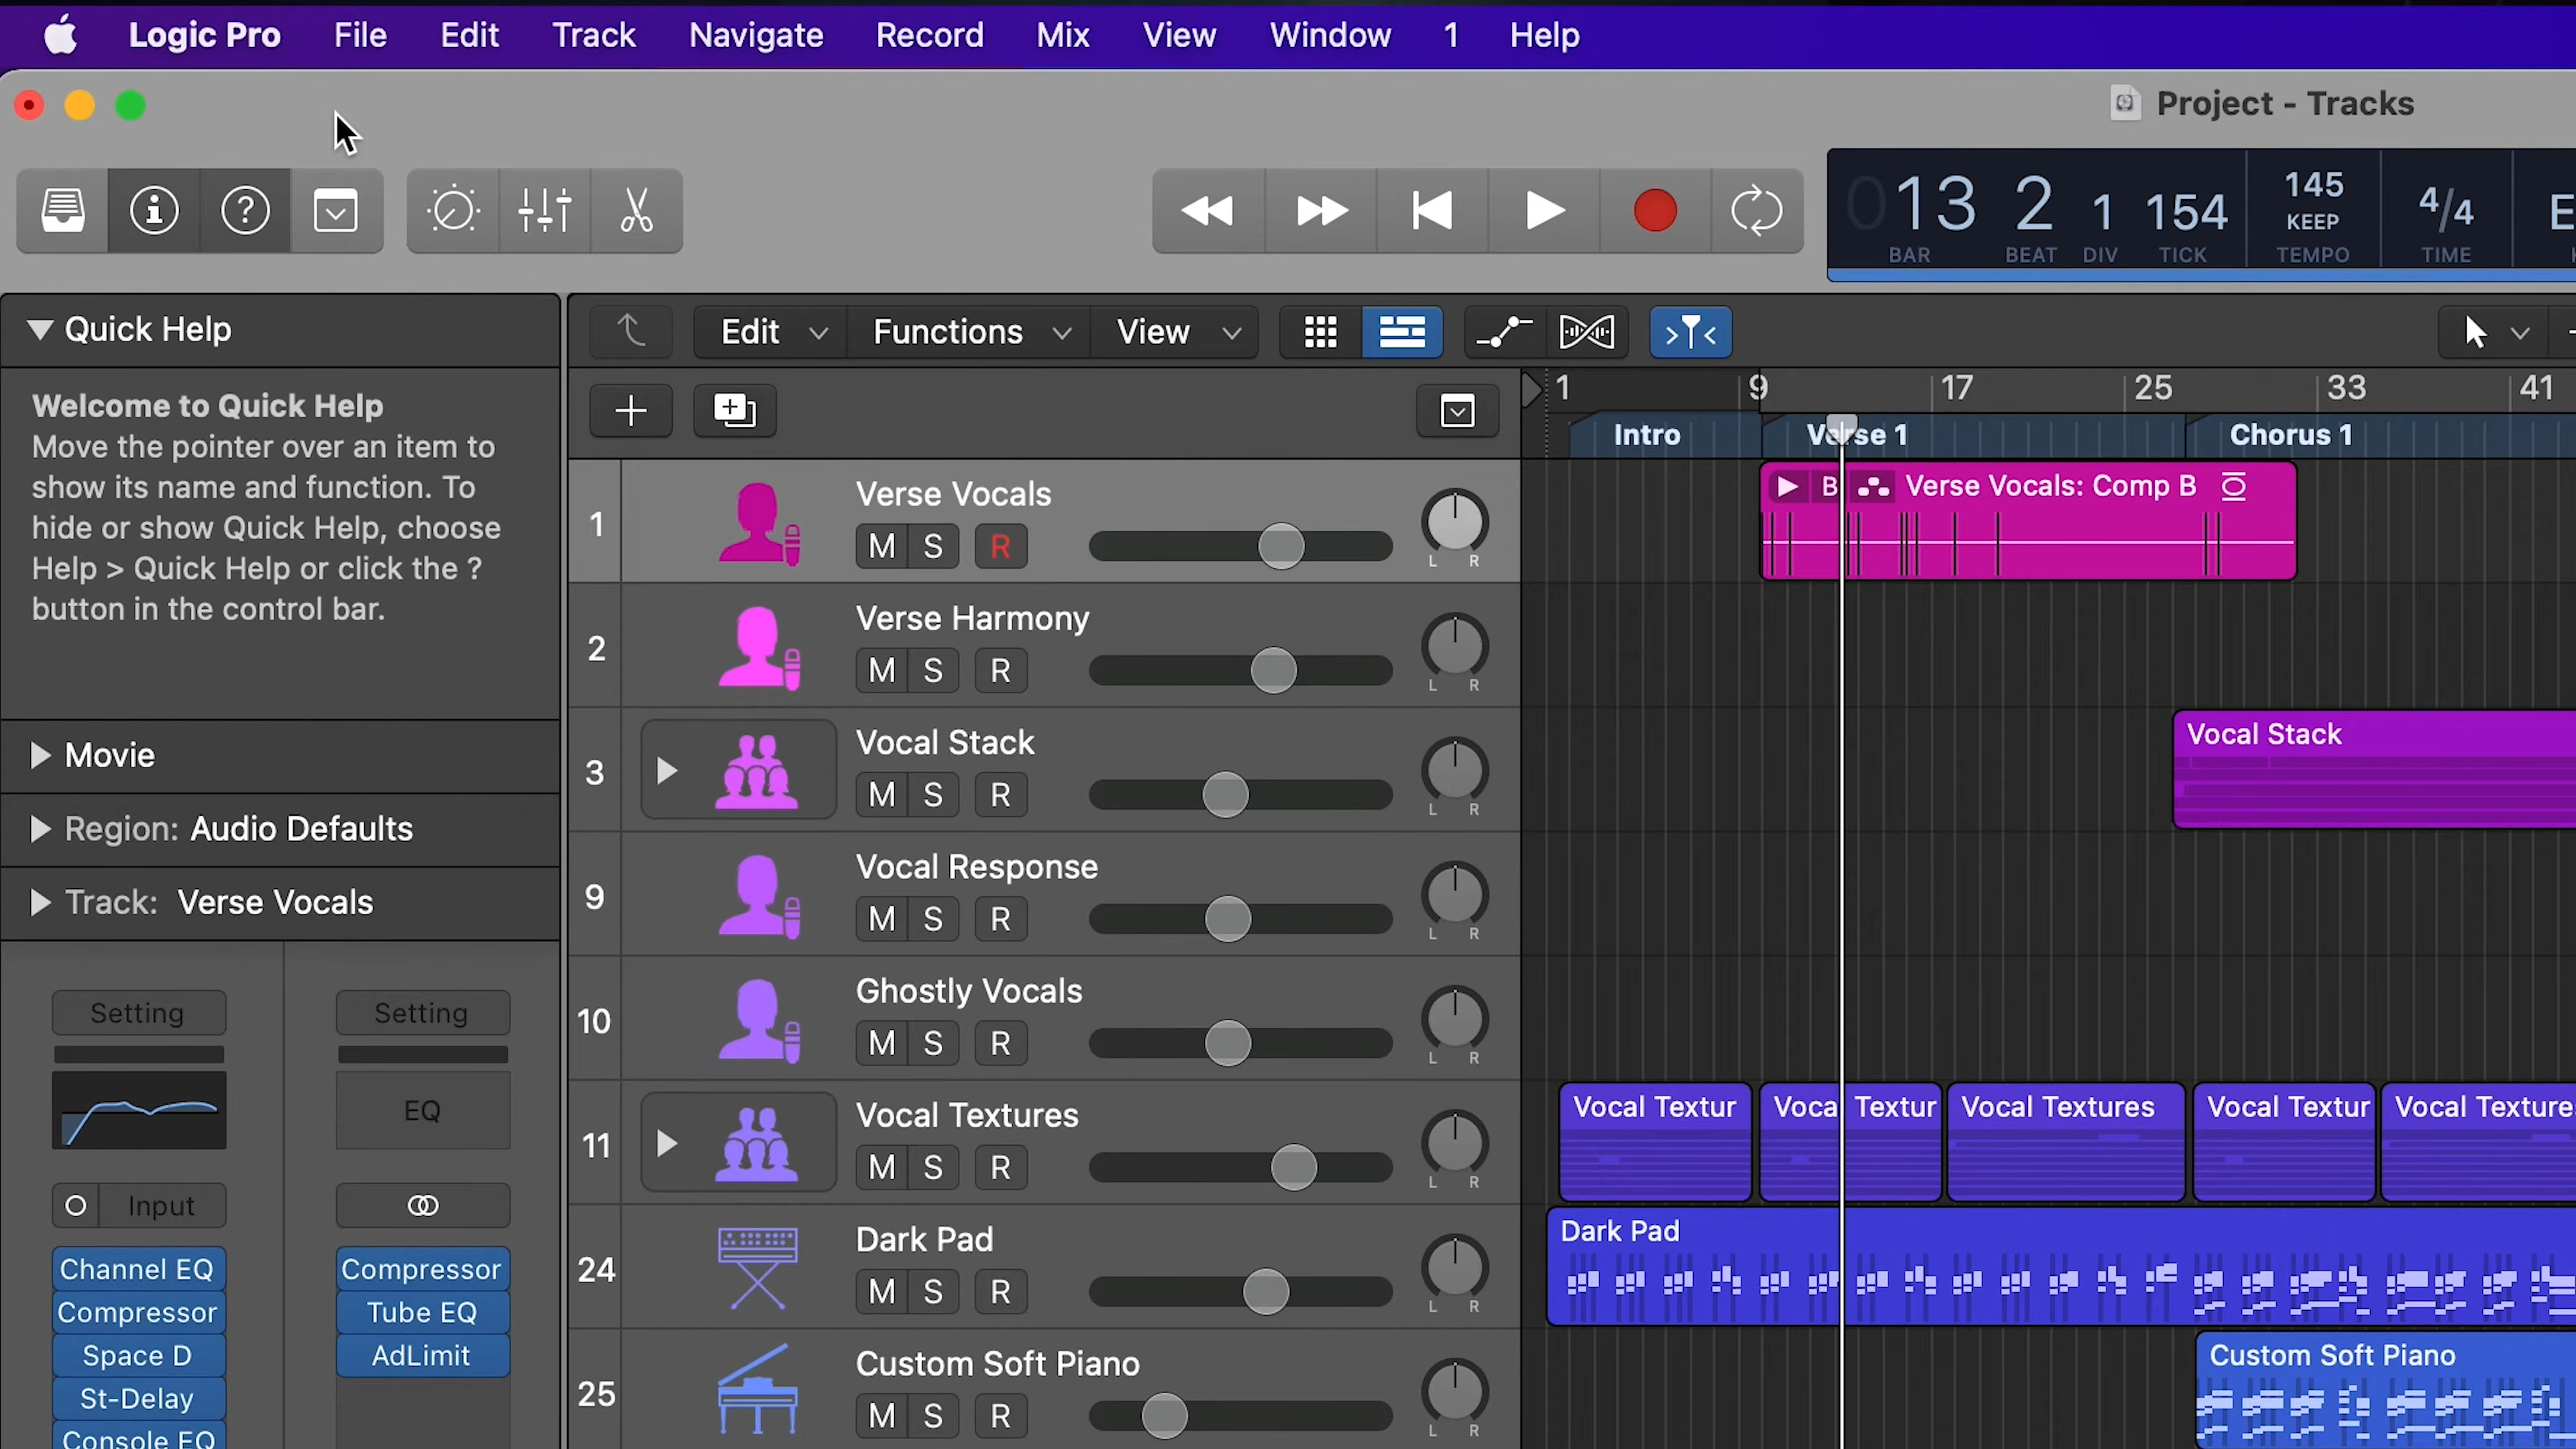 Logic Pro File Edit Track Navigate Record Mix View Window 1 Help
Project - Tracks
013 2 1 154
BAR BEAT DIV TICK
145
KEEP
TEMPO
4/4
TIME
Quick Help
Welcome to Quick Help
Move the pointer over an item to
show its name and function. To
hide or show Quick Help, choose
Help > Quick Help or click the ?
button in the control bar.
Movie
Region: Audio Defaults
Track: Verse Vocals
Setting
EQ
Input
Channel EQ
Compressor
Space D
St-Delay
Console EQ
Setting
Compressor
Tube EQ
AdLimit
Edit Functions View
1 9 17 25 33 41
Intro Verse 1 Chorus 1
1 Verse Vocals
M S R
L R
B Verse Vocals: Comp B
2 Verse Harmony
M S R
L R
3 Vocal Stack
M S R
L R
Vocal Stack
9 Vocal Response
M S R
L R
10 Ghostly Vocals
M S R
L R
11 Vocal Textures
M S R
L R
Vocal Textur Voca Textur Vocal Textures Vocal Textur Vocal Texture
24 Dark Pad
M S R
L R
Dark Pad
25 Custom Soft Piano
M S R
L R
Custom Soft Piano